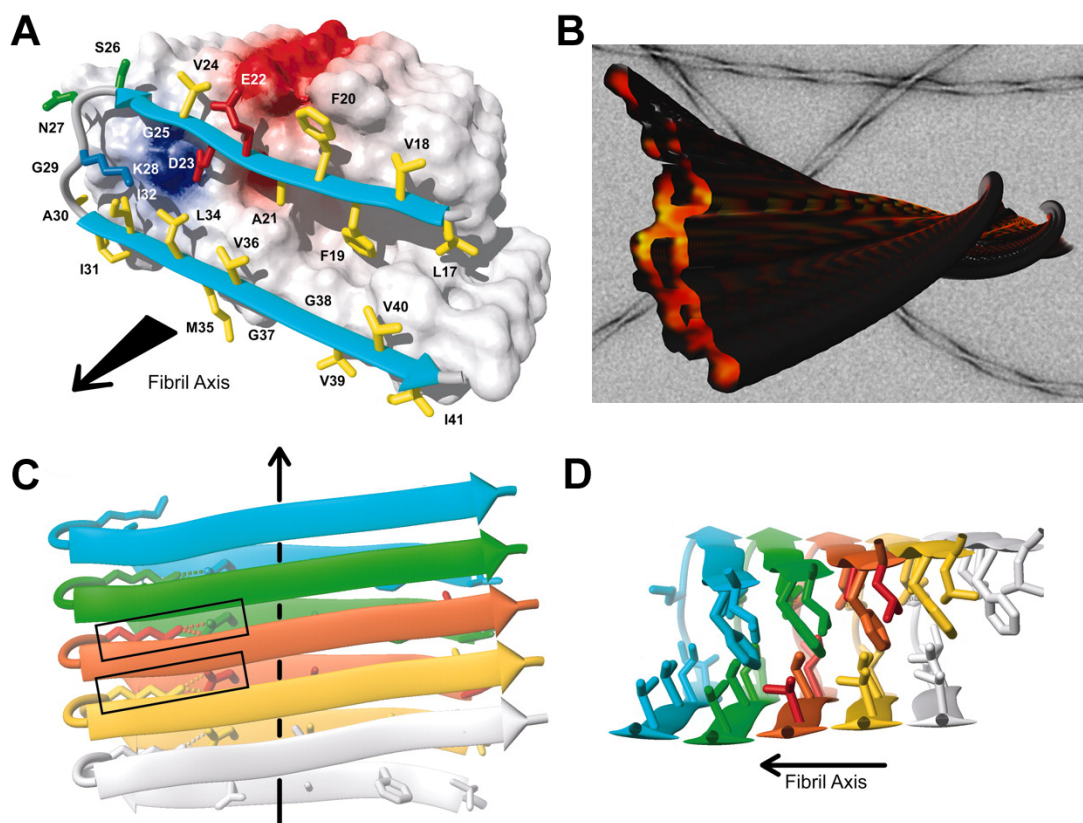 A
S26
V24
E22
F20
N27
G25
V18
G29
K28
D23
I32
A30
L34
A21
V36
F19
L17
I31
G38
M35
V40
G37
Fibril Axis
V39
I41
B
C
D
Fibril Axis